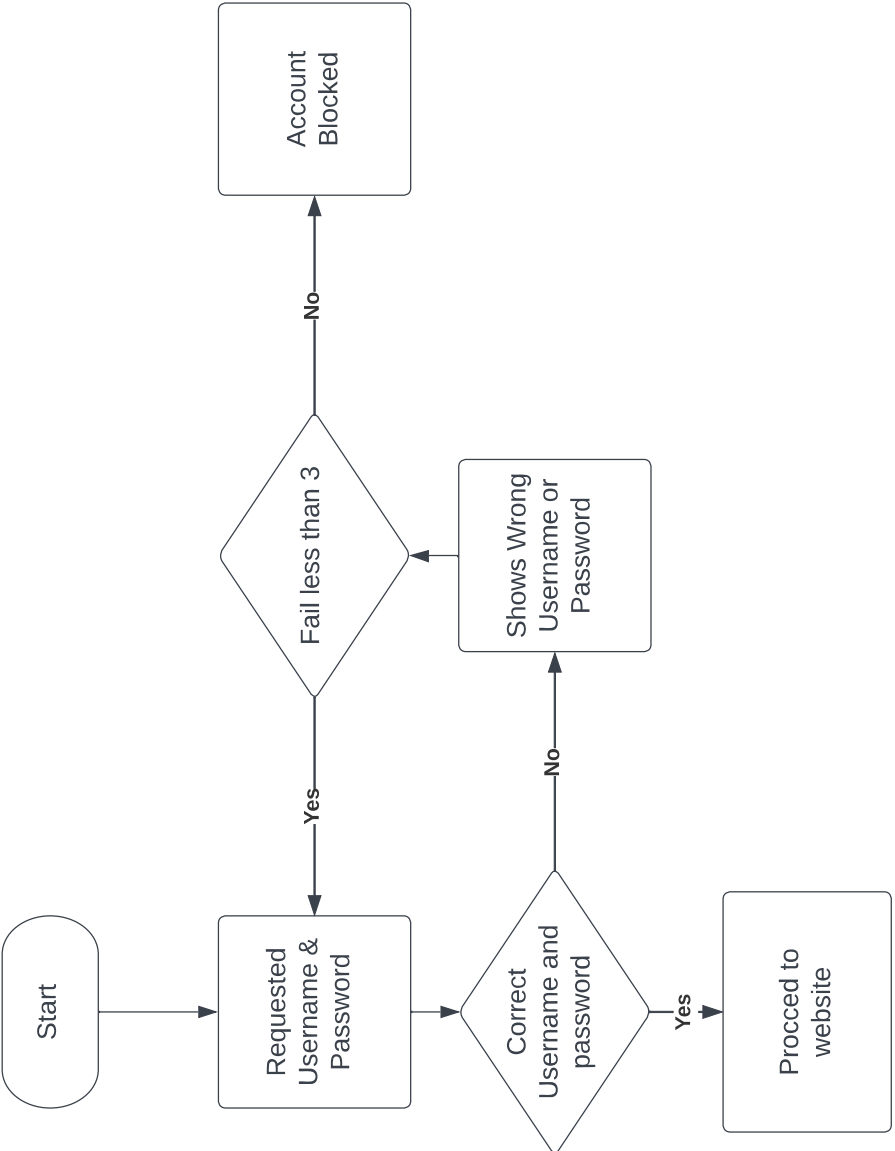 Start
Requested
Username &
Password
Correct
Username and
password
Yes
Procced to
website
No
Shows Wrong
Username or
Password
Fail less than 3
Yes
No
Account
Blocked